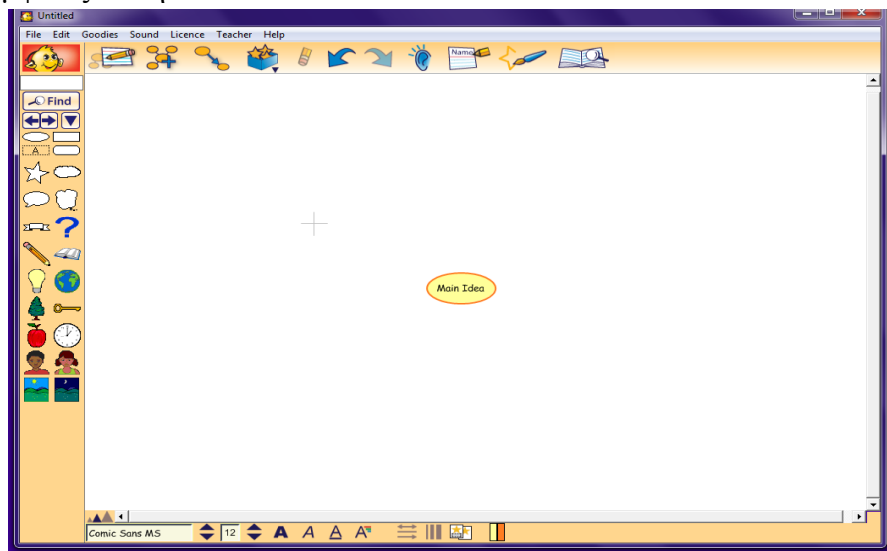 Untitled
File Edit Goodies Sound Licence Teacher Help
Name
Find
A
Main Idea
Comic Sans MS 12 A A A A